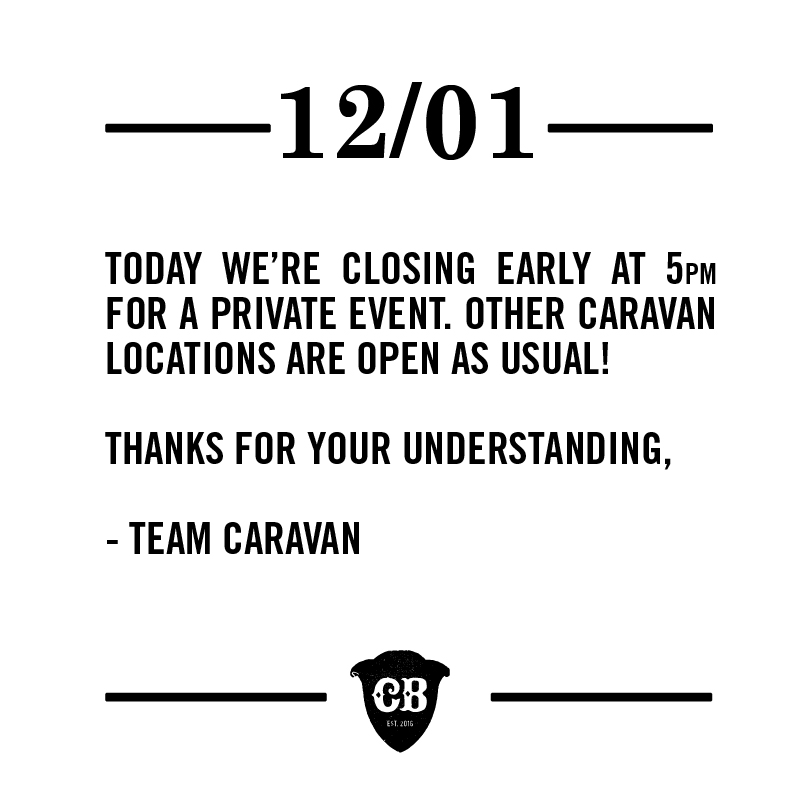 12/01
TODAY WE'RE CLOSING EARLY AT 5PM
FOR A PRIVATE EVENT. OTHER CARAVAN
LOCATIONS ARE OPEN AS USUAL!
THANKS FOR YOUR UNDERSTANDING,
- TEAM CARAVAN
CB
EST. 2016